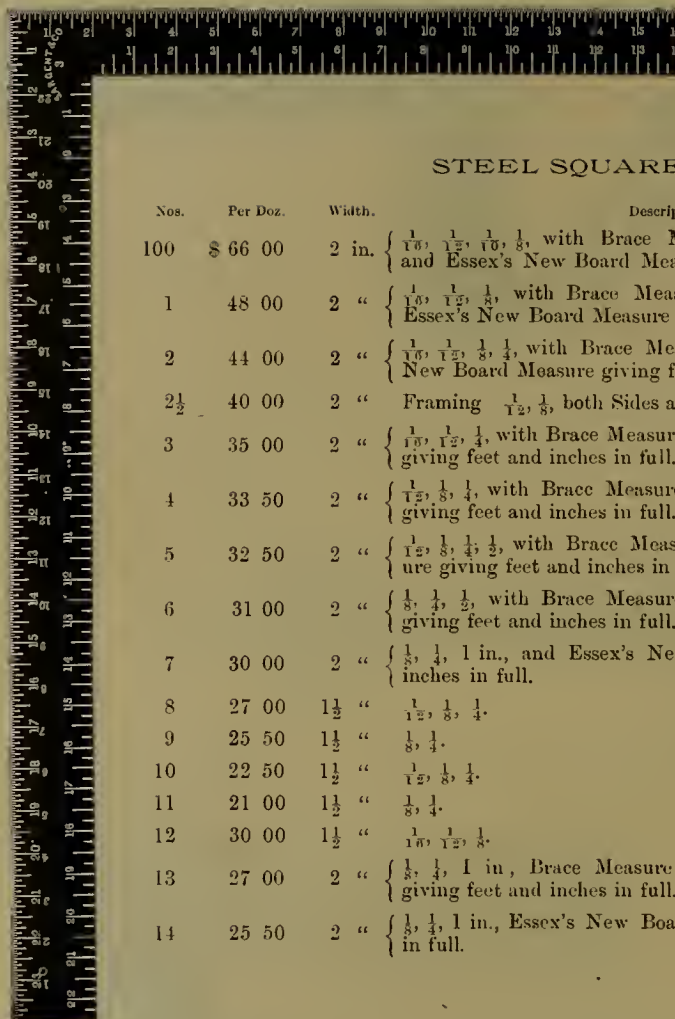 SARGENT & CO
STEEL SQUARE
Nos. Per Doz. Width.
100 $ 66 00 2 in. { 1/16, 1/12, 1/10, 1/8, with Brace
and Essex's New Board
1 48 00 2 “ { 1/16, 1/12, 1/8, with Brace
Essex's New Board Measure
2 44 00 2 “ { 1/16, 1/12, 1/8, 1/4, with Brace
New Board Measure giving
2½ 40 00 2 “ Framing 1/12, 1/8, both Sides
3 35 00 2 “ { 1/16, 1/12, 1/4, with Brace Measur
giving feet and inches in full.
4 33 50 2 “ { 1/12, 1/8, 1/4, with Brace Measur
giving feet and inches in full.
5 32 50 2 “ { 1/12, 1/8, 1/4, 1/2, with Brace Meas
ure giving feet and inches in
6 31 00 2 “ { 1/8, 1/4, 1/2, with Brace Measur
giving feet and inches in full.
7 30 00 2 “ { 1/8, 1/4, 1 in., and Essex's Ne
inches in full.
8 27 00 1½ “ 1/12, 1/8, 1/4.
9 25 50 1½ “ 1/8, 1/4.
10 22 50 1½ “ 1/12, 1/8, 1/4.
11 21 00 1½ “ 1/8, 1/4.
12 30 00 1½ “ 1/16, 1/12, 1/8.
13 27 00 2 “ { 1/8, 1/4, 1 in, Brace Measure
giving feet and inches in full.
14 25 50 2 “ { 1/8, 1/4, 1 in., Essex's New Boa
in full.